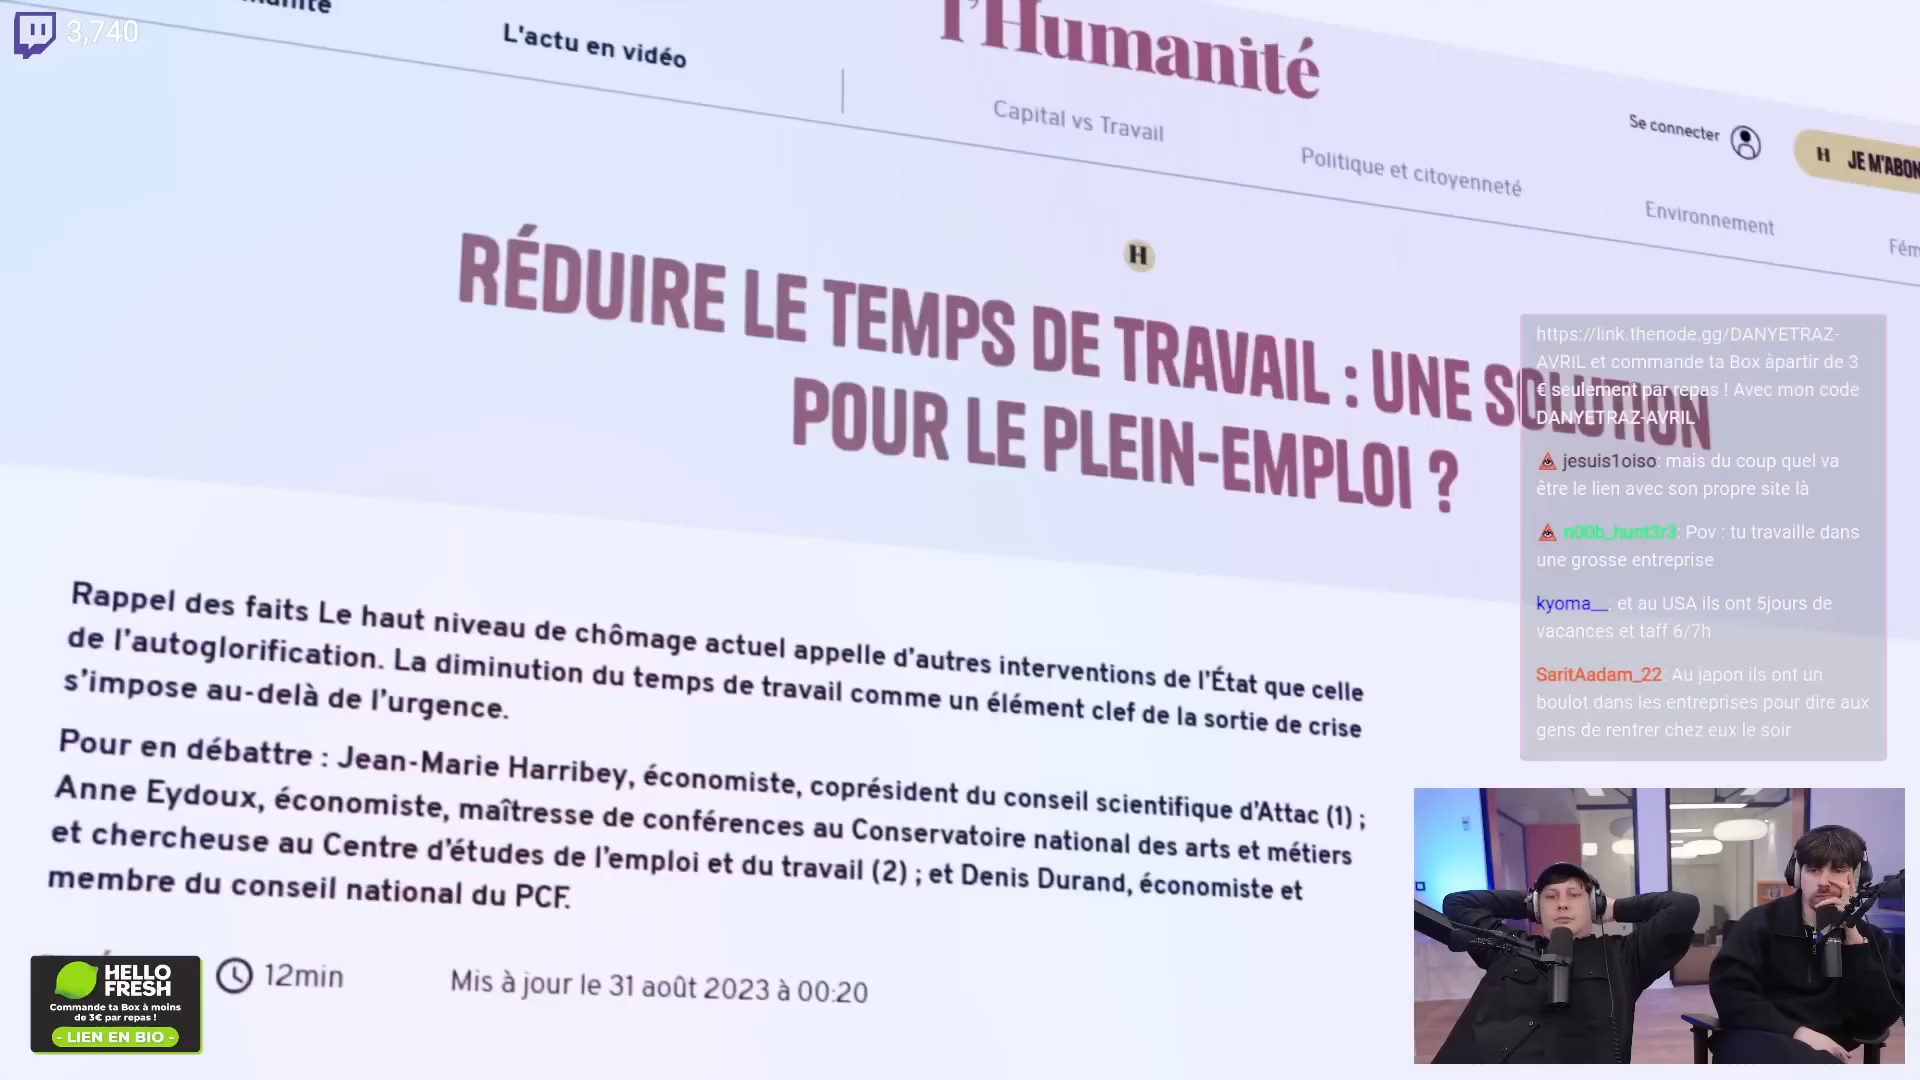 3,740
L'actu en vidéo
l'Humanité
Capital vs Travail
Politique et citoyenneté
Environnement
Se connecter
H JE M'ABON
H
RÉDUIRE LE TEMPS DE TRAVAIL : UNE SOLUTION
POUR LE PLEIN-EMPLOI ?
Rappel des faits Le haut niveau de chômage actuel appelle d'autres interventions de l'État que celle
de l'autoglorification. La diminution du temps de travail comme un élément clef de la sortie de crise
s'impose au-delà de l'urgence.
Pour en débattre : Jean-Marie Harribey, économiste, coprésident du conseil scientifique d'Attac (1) ;
Anne Eydoux, économiste, maîtresse de conférences au Conservatoire national des arts et métiers
et chercheuse au Centre d'études de l'emploi et du travail (2) ; et Denis Durand, économiste et
membre du conseil national du PCF.
12min
Mis à jour le 31 août 2023 à 00:20
https://link.thenode.gg/DANYETRAZ-
AVRIL et commande ta Box àpartir de 3
€ seulement par repas ! Avec mon code
DANYETRAZ-AVRIL
jesuis1oiso: mais du coup quel va
être le lien avec son propre site là
n00b_hunt3r3: Pov : tu travaille dans
une grosse entreprise
kyoma__: et au USA ils ont 5jours de
vacances et taff 6/7h
SaritAadam_22: Au japon ils ont un
boulot dans les entreprises pour dire aux
gens de rentrer chez eux le soir
HELLO
FRESH
Commande ta Box à moins
de 3€ par repas !
- LIEN EN BIO -